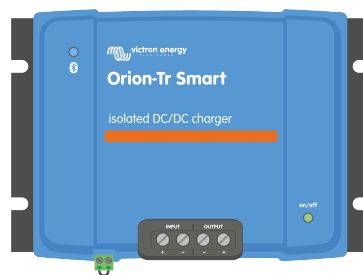 victron energy
Orion-Tr Smart
isolated DC/DC charger
on/off
INPUT OUTPUT
+ - - +